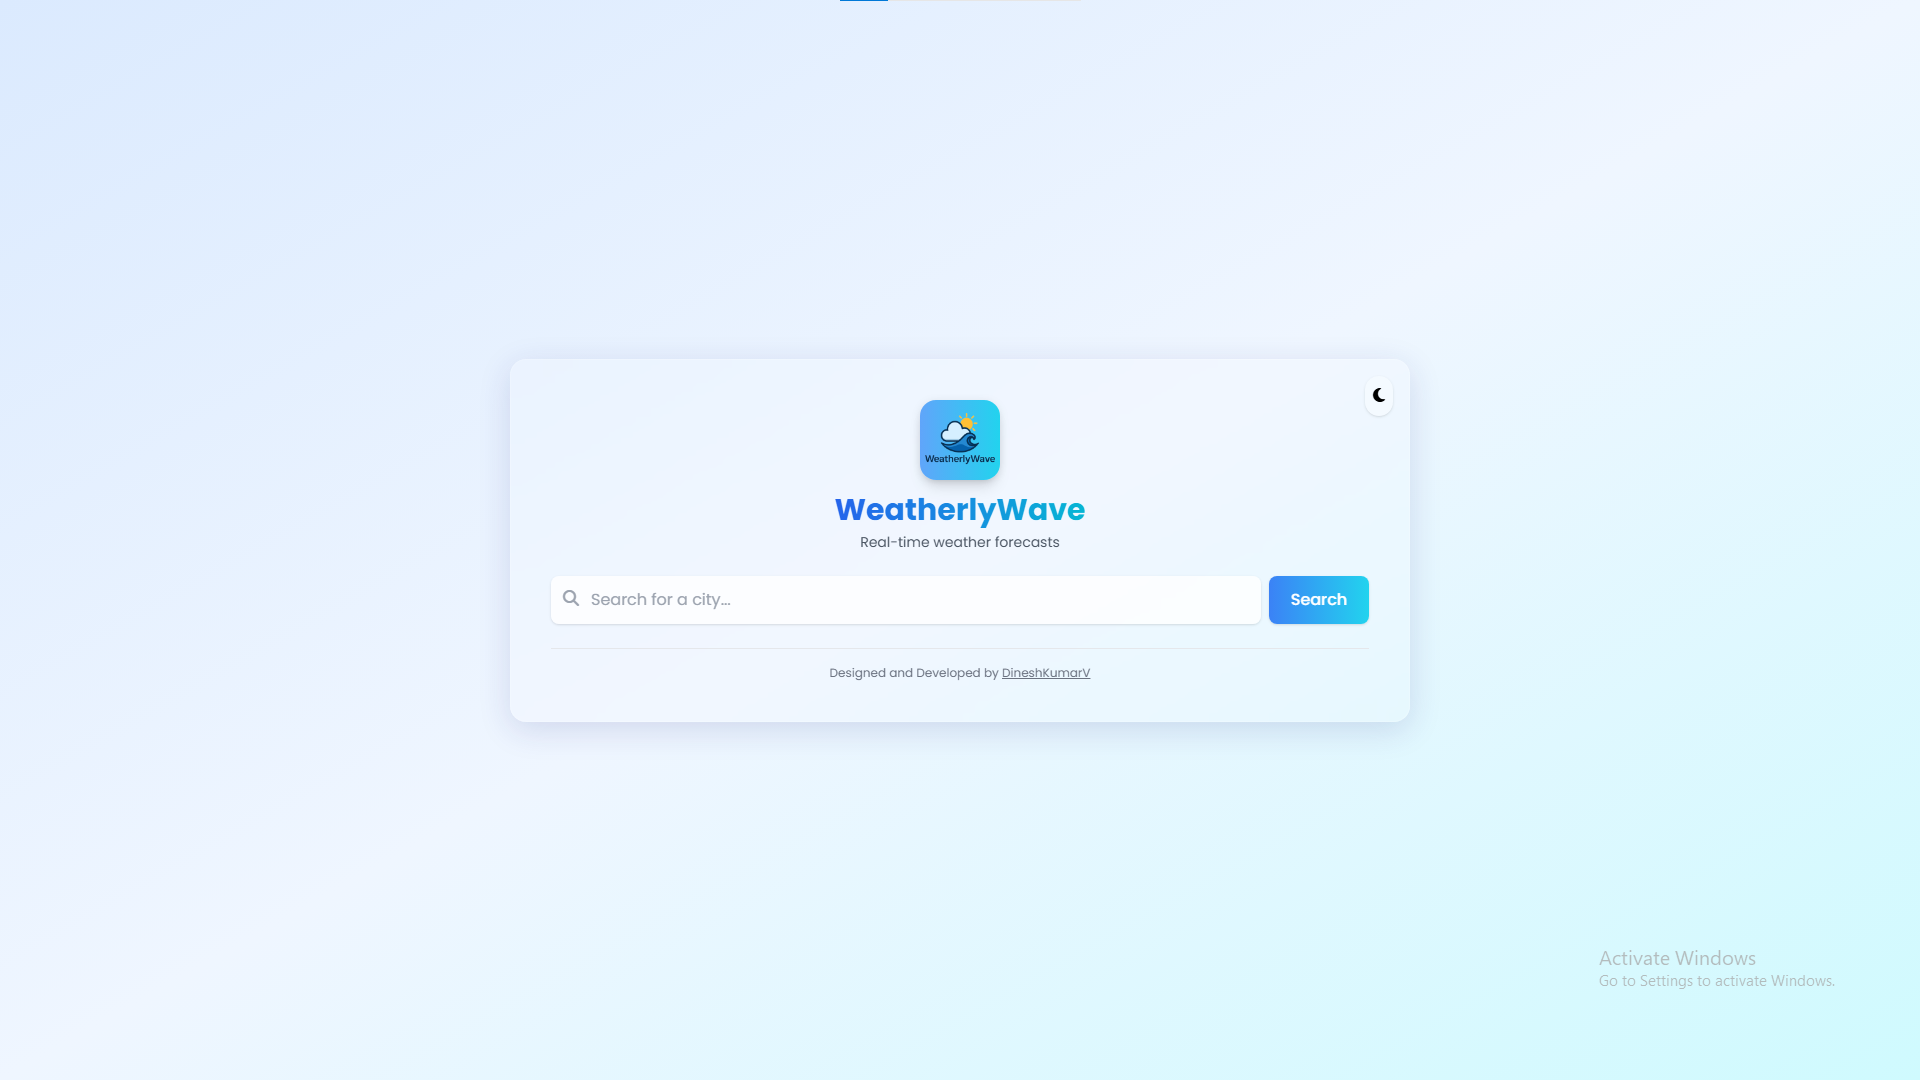 WeatherlyWave
WeatherlyWave
Real-time weather forecasts
Search for a city...
Search
Designed and Developed by DineshKumarV
Activate Windows
Go to Settings to activate Windows.